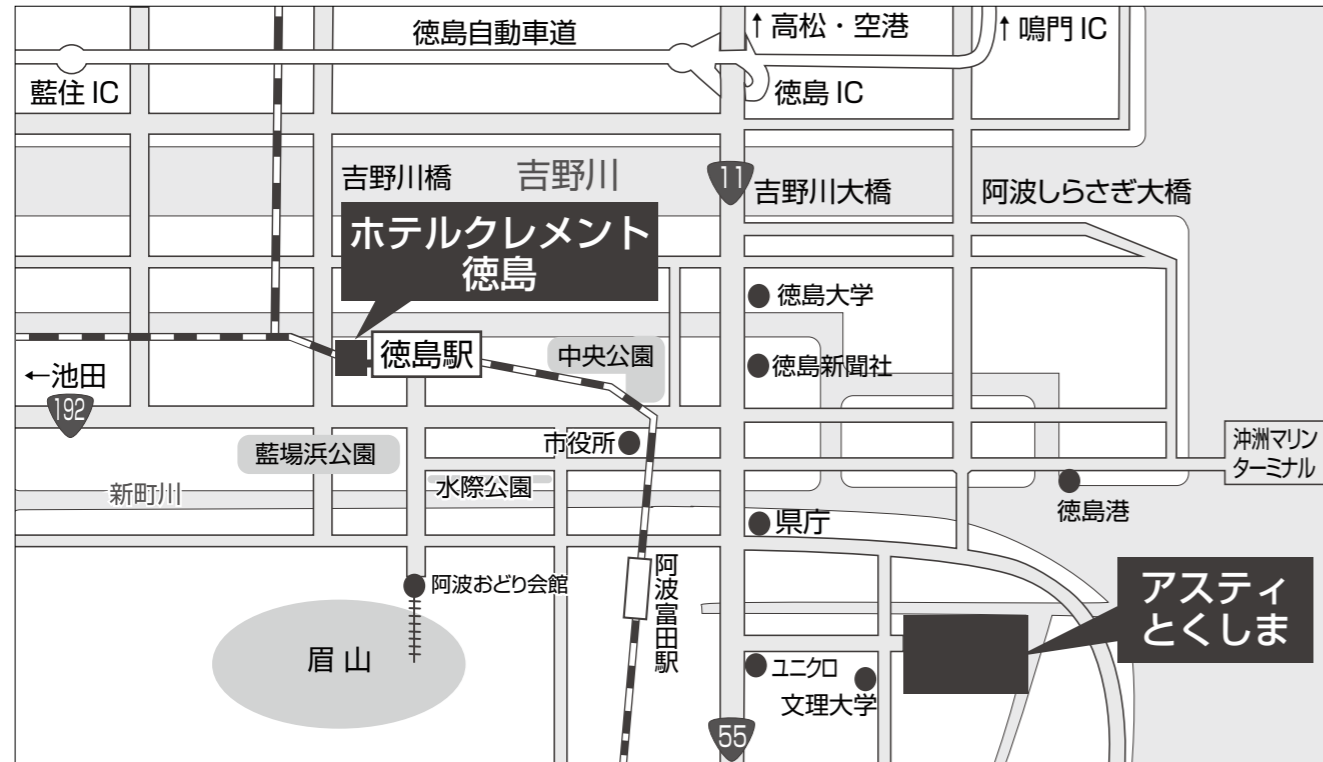 徳島自動車道
↑高松・空港
↑鳴門IC
藍住IC
徳島IC
吉野川橋
吉野川
11
吉野川大橋
阿波しらさぎ大橋
ホテルクレメント
徳島
徳島大学
徳島駅
中央公園
徳島新聞社
←池田
192
藍場浜公園
市役所
沖洲マリン
ターミナル
新町川
水際公園
徳島港
県庁
阿波おどり会館
阿波富田駅
アスティ
とくしま
眉山
ユニクロ
文理大学
55